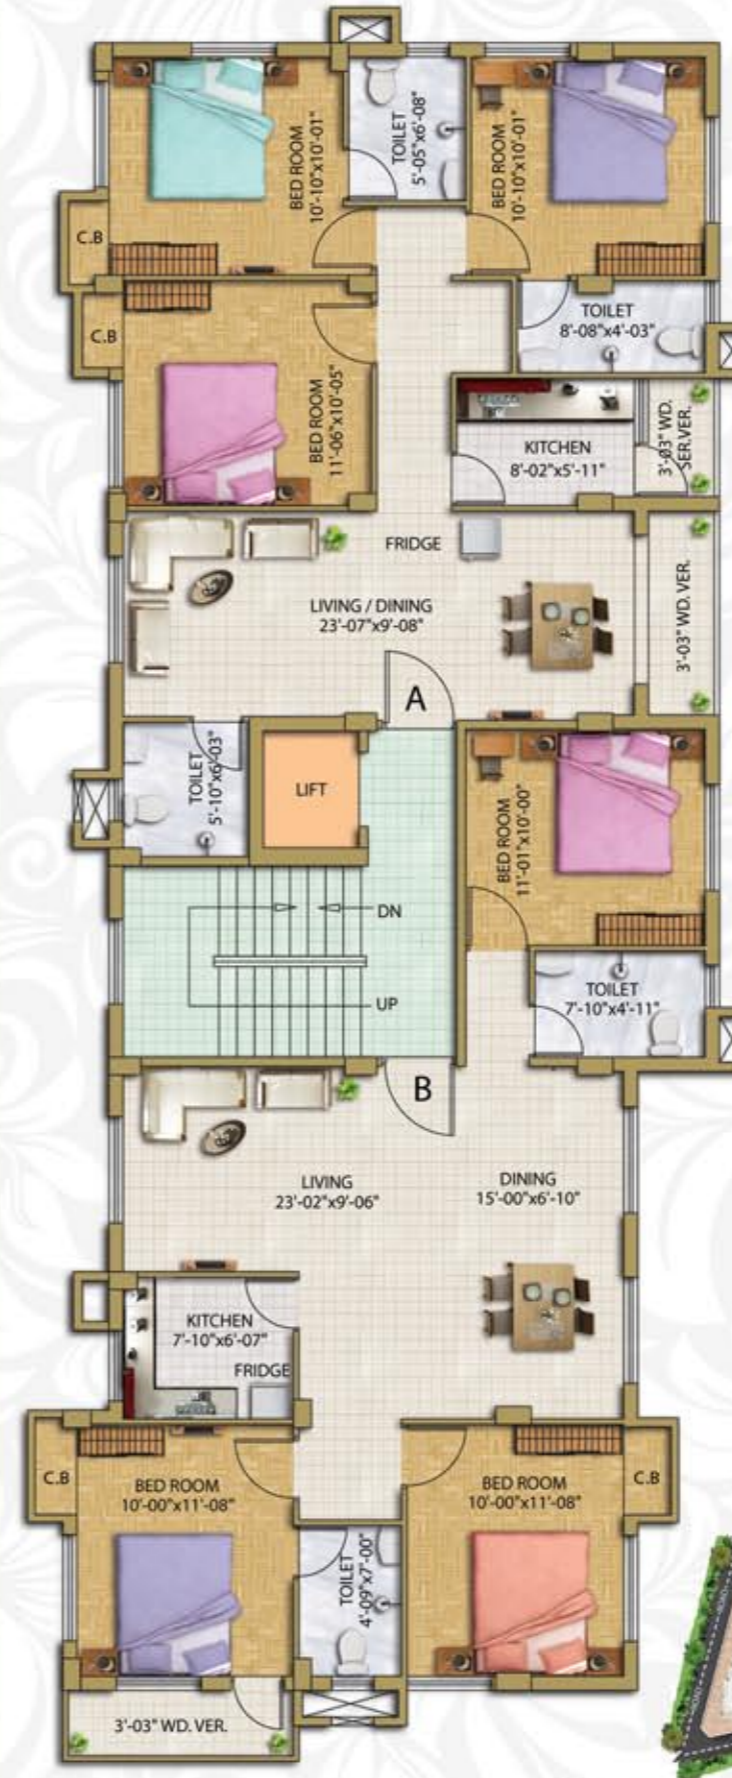 BED ROOM
10'-10"x10'-01"
TOILET
5'-05"x6'-08"
BED ROOM
10'-10"x10'-01"
C.B
C.B
TOILET
8'-08"x4'-03"
BED ROOM
11'-06"x10'-05"
KITCHEN
8'-02"x5'-11"
3'-03" WD.
SER.VER.
FRIDGE
LIVING / DINING
23'-07"x9'-08"
3'-03" WD. VER.
A
TOILET
5'-10"x6'-03"
LIFT
BED ROOM
11'-01"x10'-00"
DN
UP
TOILET
7'-10"x4'-11"
B
LIVING
23'-02"x9'-06"
DINING
15'-00"x6'-10"
KITCHEN
7'-10"x6'-07"
FRIDGE
C.B
BED ROOM
10'-00"x11'-08"
BED ROOM
10'-00"x11'-08"
C.B
TOILET
4'-09"x7'-00"
3'-03" WD. VER.
ROAD
ROAD